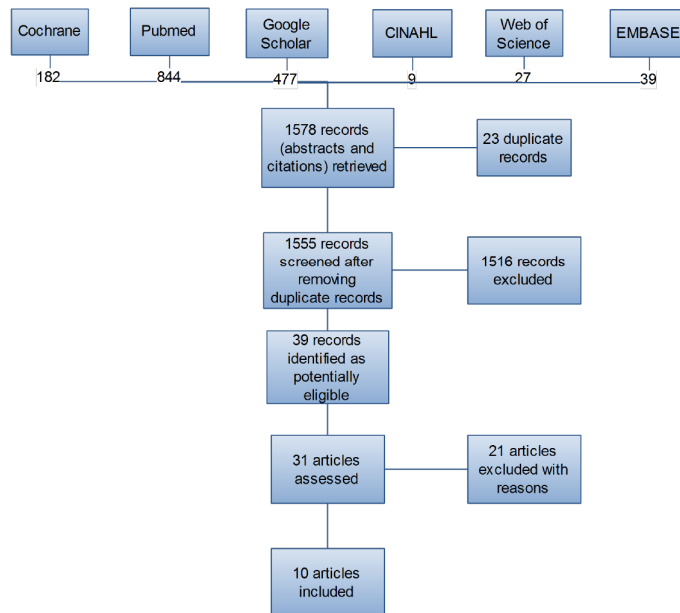 Cochrane
Pubmed
Google
Scholar
CINAHL
Web of
Science
EMBASE
182
844
477
9
27
39
1578 records
(abstracts and
citations) retrieved
23 duplicate
records
1555 records
screened after
removing
duplicate records
1516 records
excluded
39 records
identified as
potentially
eligible
31 articles
assessed
21 articles
excluded with
reasons
10 articles
included